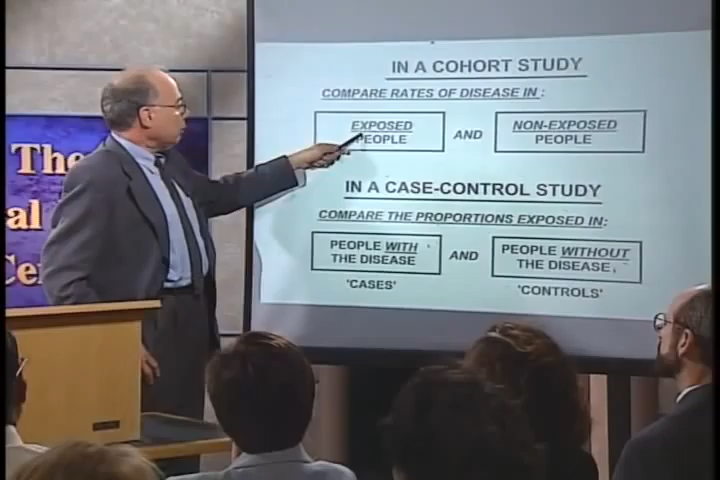 The
al
Ce
IN A COHORT STUDY
COMPARE RATES OF DISEASE IN :
EXPOSED
PEOPLE
AND
NON-EXPOSED
PEOPLE
IN A CASE-CONTROL STUDY
COMPARE THE PROPORTIONS EXPOSED IN:
PEOPLE WITH
THE DISEASE
AND
PEOPLE WITHOUT
THE DISEASE
'CASES'
'CONTROLS'